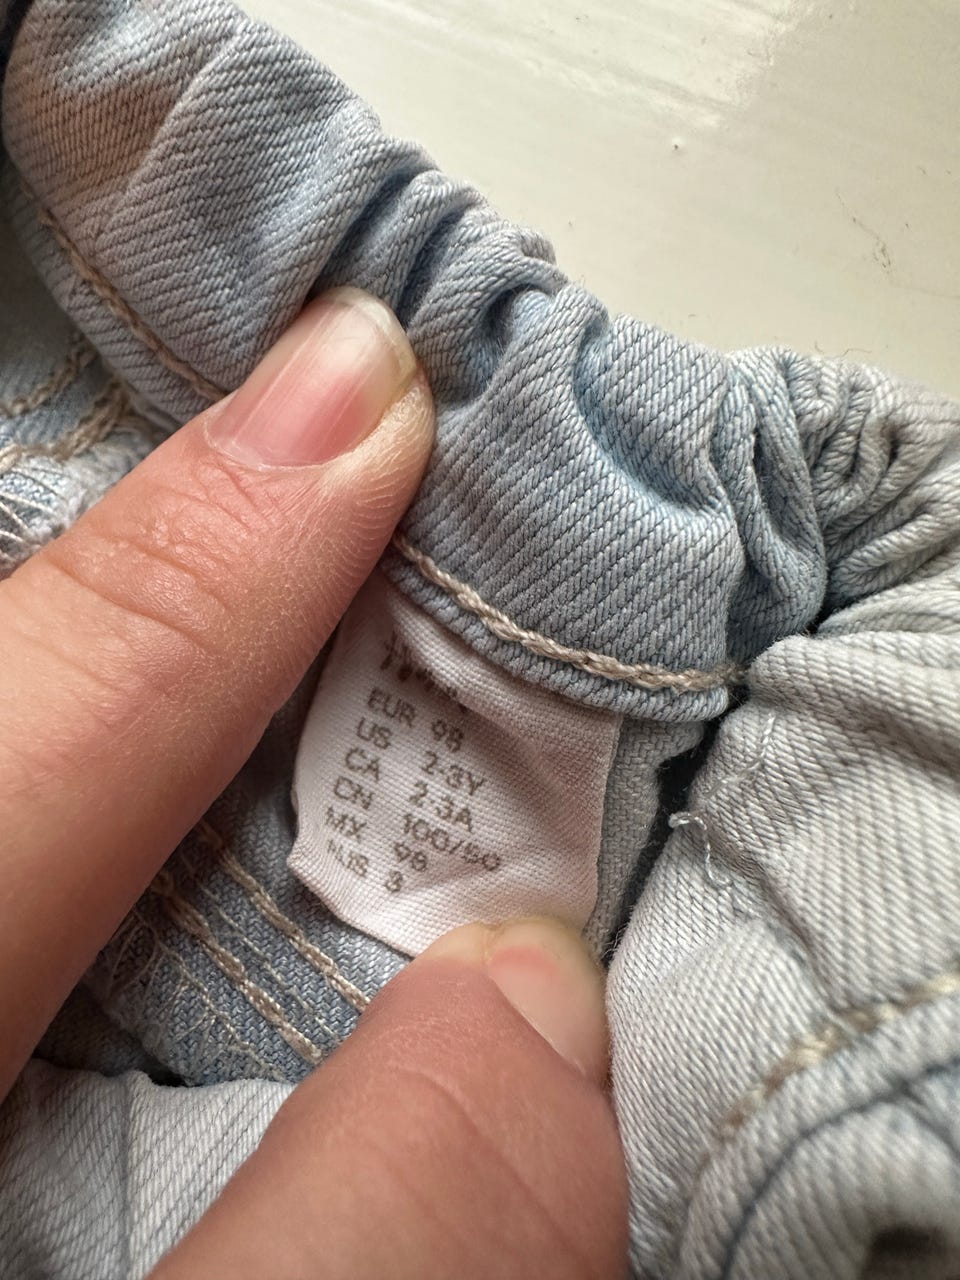 EUR 98
US 2-3Y
CA 2-3A
CN 100/50
MX 98
AUS 3